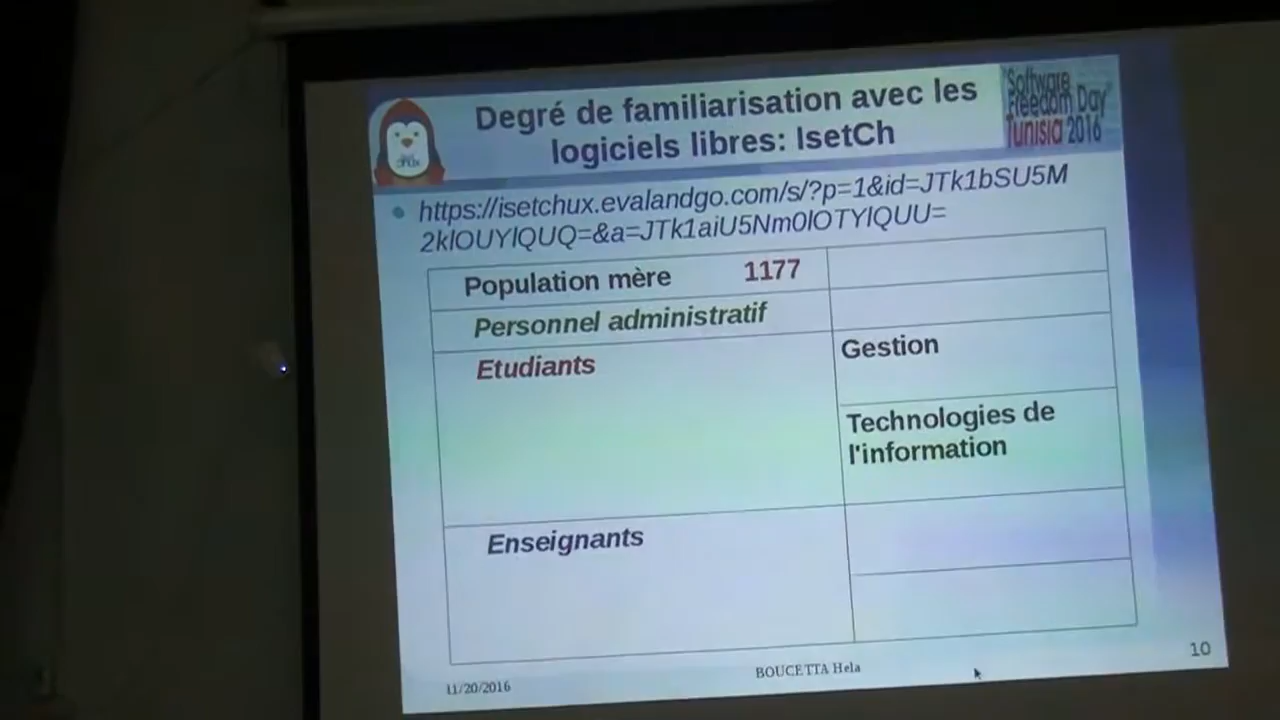 Degré de familiarisation avec les
logiciels libres: IsetCh
Software
Freedom Day
Tunisia 2016
https://isetchux.evalandgo.com/s/?p=1&id=JTk1bSU5M
2klOUYlQUQ=&a=JTk1aiU5Nm0lOTYlQUU=
Population mère 1177
Personnel administratif
Etudiants
Gestion
Technologies de
l'information
Enseignants
11/20/2016
BOUCETTA Hela
10